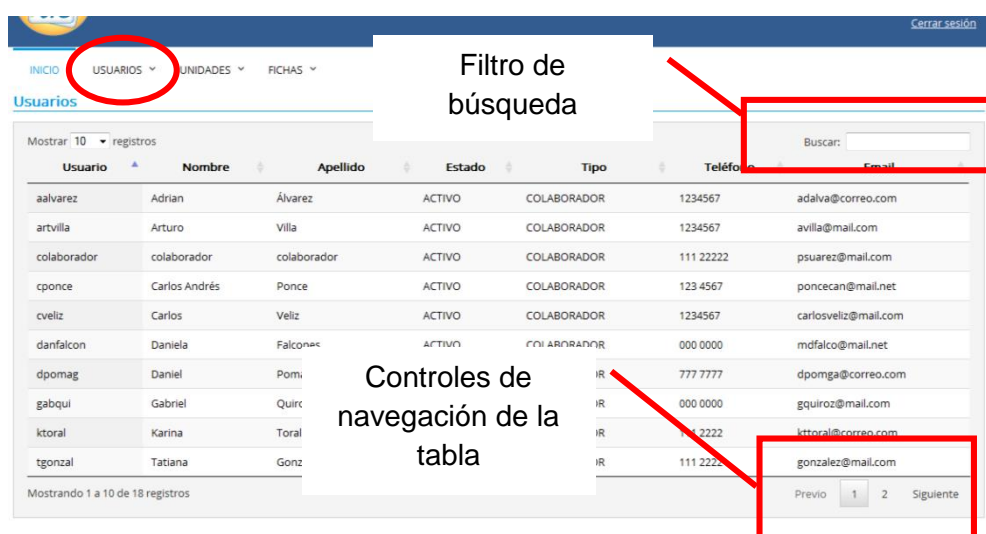 Cerrar sesión
INICIO USUARIOS UNIDADES FICHAS
Filtro de
búsqueda
Usuarios
Mostrar 10 registros
Buscar:
Usuario Nombre Apellido Estado Tipo Teléfono Email
aalvarez Adrian Álvarez ACTIVO COLABORADOR 1234567 adalva@correo.com
artvilla Arturo Villa ACTIVO COLABORADOR 1234567 avilla@mail.com
colaborador colaborador colaborador ACTIVO COLABORADOR 111 22222 psuarez@mail.com
cponce Carlos Andrés Ponce ACTIVO COLABORADOR 123 4567 poncecan@mail.net
cveliz Carlos Veliz ACTIVO COLABORADOR 1234567 carlosveliz@mail.com
danfalcon Daniela Falcones ACTIVO COLABORADOR 000 0000 mdfalco@mail.net
dpomag Daniel 777 7777 dpomga@correo.com
gabqui Gabriel 000 0000 gquiroz@mail.com
ktoral Karina Toral 2222 kttoral@correo.com
tgonzal Tatiana 111 2222 gonzalez@mail.com
Controles de
navegación de la
tabla
Mostrando 1 a 10 de 18 registros
Previo 1 2 Siguiente